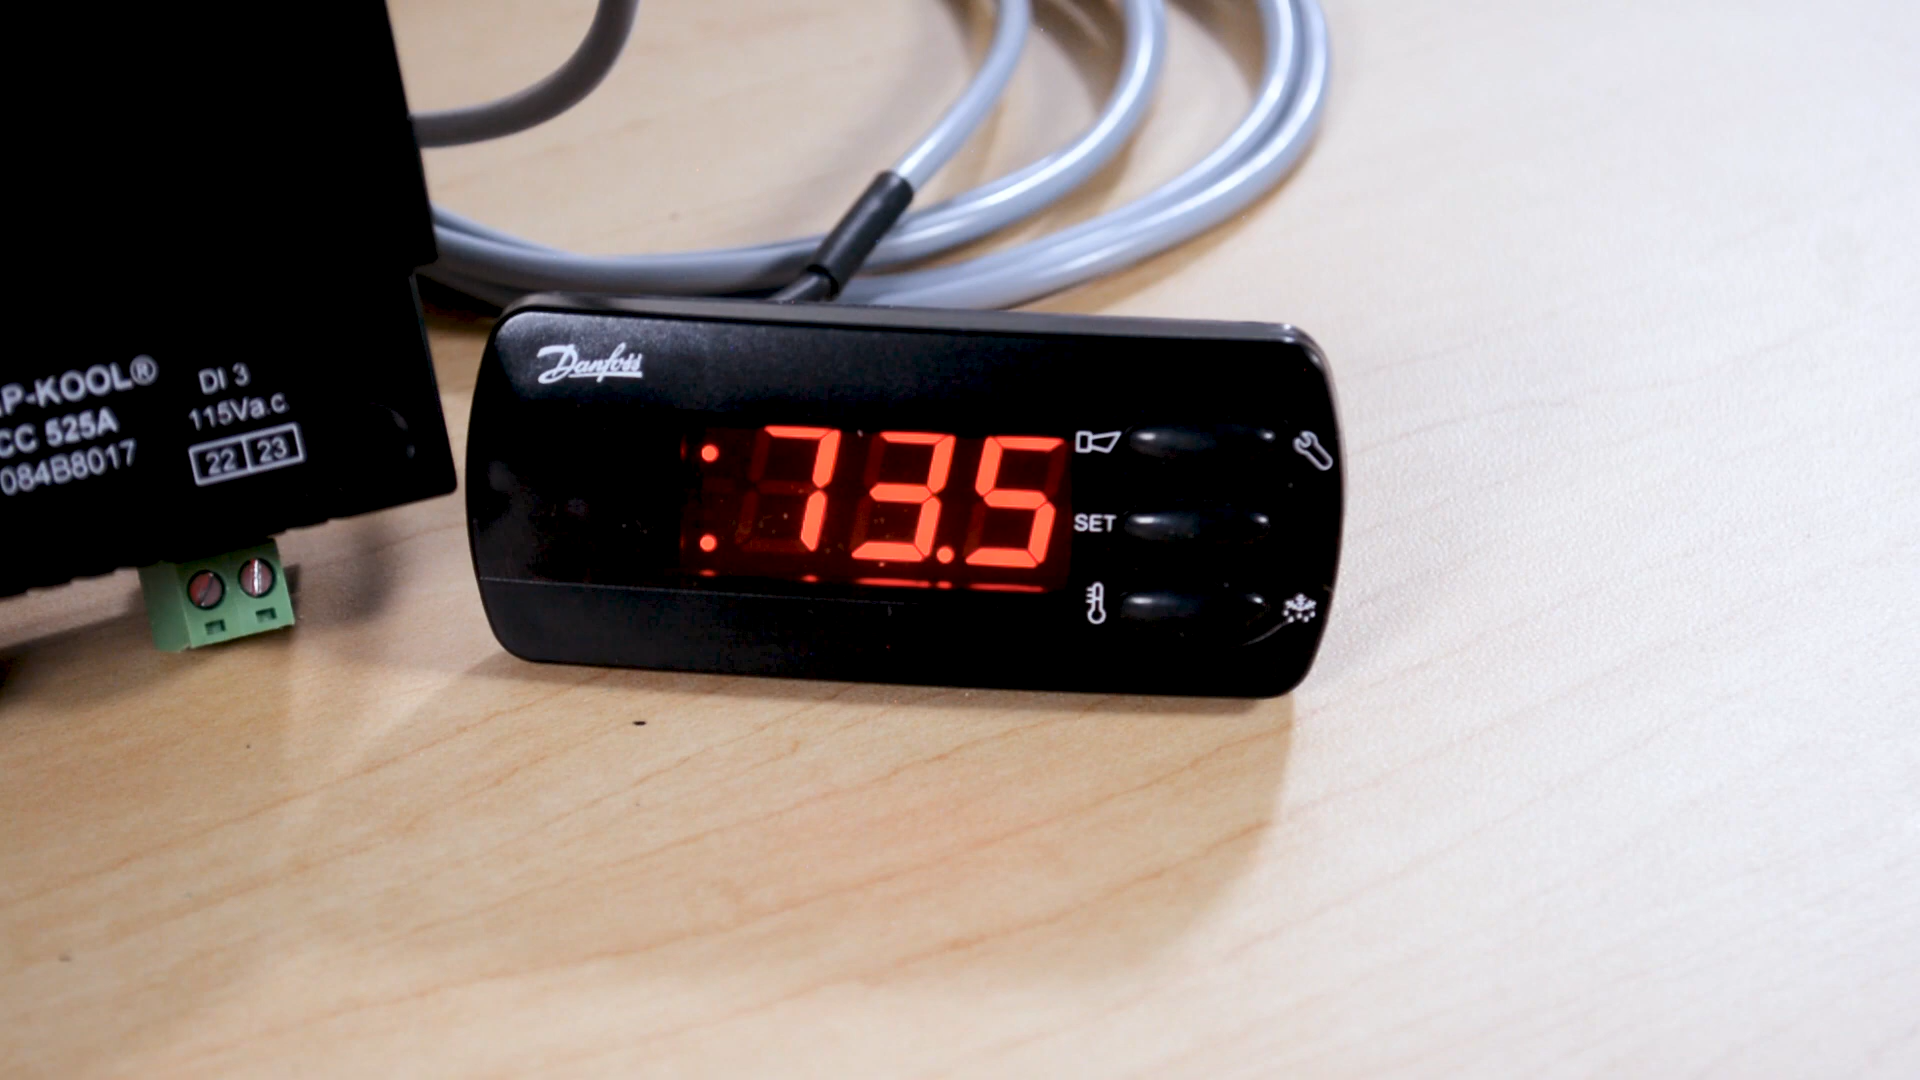 P-KOOL®
CC 525A
084B8017
DI 3
115Va.c.
22 23
Danfoss
:73.5
SET